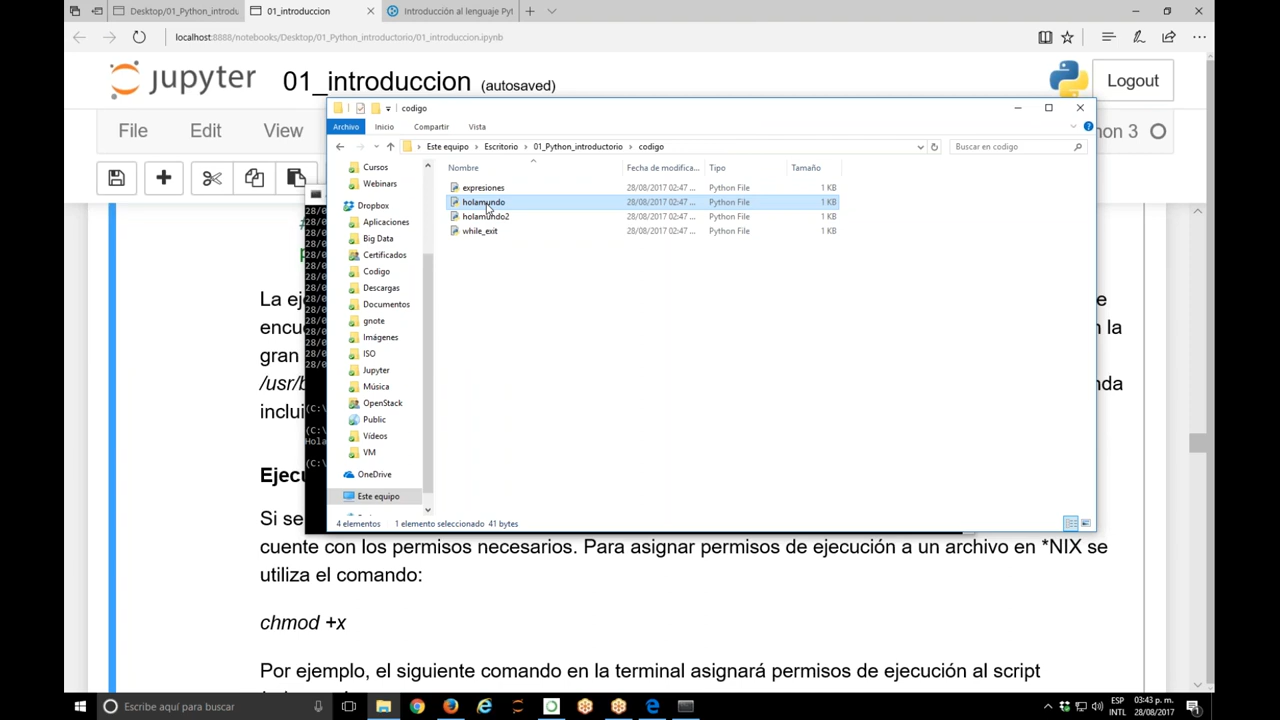 Desktop/01_Python_introdu
01_introduccion
Introducción al lenguaje Pyt
localhost:8888/notebooks/Desktop/01_Python_introductorio/01_introduccion.ipynb
jupyter 01_introduccion (autosaved)
Logout
File Edit View
codigo
Archivo Inicio Compartir Vista
Este equipo Escritorio 01_Python_introductorio codigo
Buscar en codigo
Nombre Fecha de modifica... Tipo Tamaño
expresiones 28/08/2017 02:47 ... Python File 1 KB
holamundo 28/08/2017 02:47 ... Python File 1 KB
holamundo2 28/08/2017 02:47 ... Python File 1 KB
while_exit 28/08/2017 02:47 ... Python File 1 KB
Cursos
Webinars
Dropbox
Aplicaciones
Big Data
Certificados
Codigo
Descargas
Documentos
gnote
Imágenes
ISO
Jupyter
Música
OpenStack
Public
Vídeos
VM
OneDrive
Este equipo
4 elementos 1 elemento seleccionado 41 bytes
La eje
encue
n la
gran
/usr/b
nda
inclui
Ejecu
Si se
cuente con los permisos necesarios. Para asignar permisos de ejecución a un archivo en *NIX se
utiliza el comando:
chmod +x
Por ejemplo, el siguiente comando en la terminal asignará permisos de ejecución al script
Escribe aquí para buscar
ESP
INTL
03:43 p. m.
28/08/2017